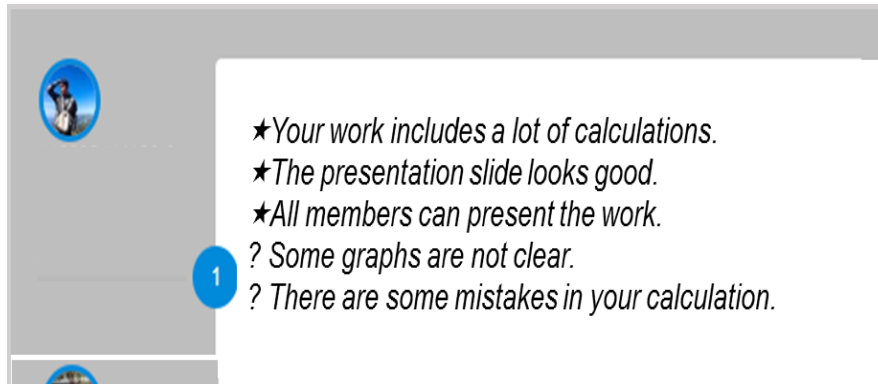 ★Your work includes a lot of calculations.
★The presentation slide looks good.
★All members can present the work.
? Some graphs are not clear.
1
? There are some mistakes in your calculation.